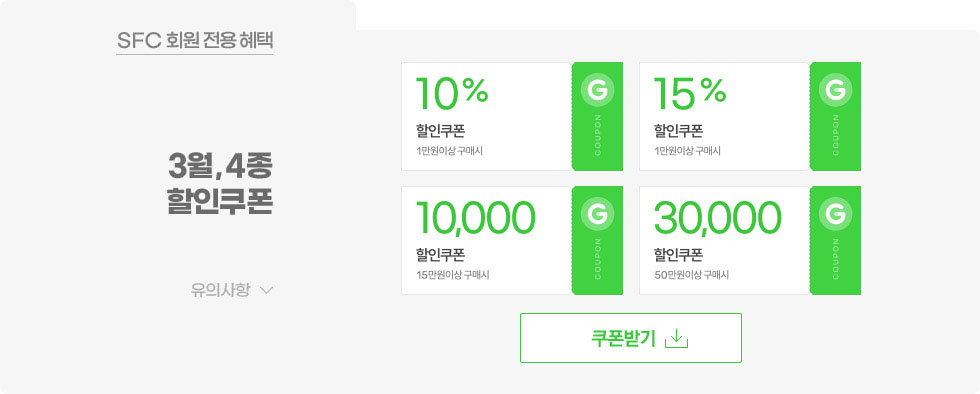 SFC 회원 전용 혜택
3월, 4종
할인쿠폰
유의사항
10%
할인쿠폰
1만원이상 구매시
G
COUPON
15%
할인쿠폰
1만원이상 구매시
G
COUPON
10,000
할인쿠폰
15만원이상 구매시
G
COUPON
30,000
할인쿠폰
50만원이상 구매시
G
COUPON
쿠폰받기